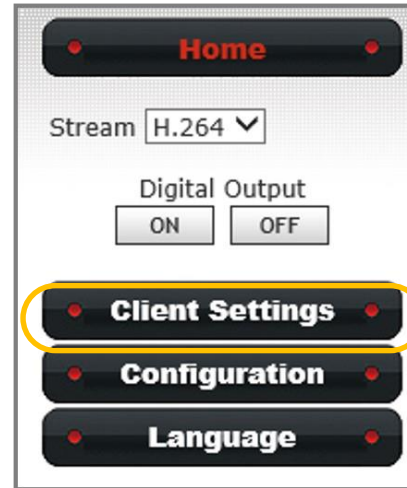 Home
Stream H.264
Digital Output
ON OFF
Client Settings
Configuration
Language